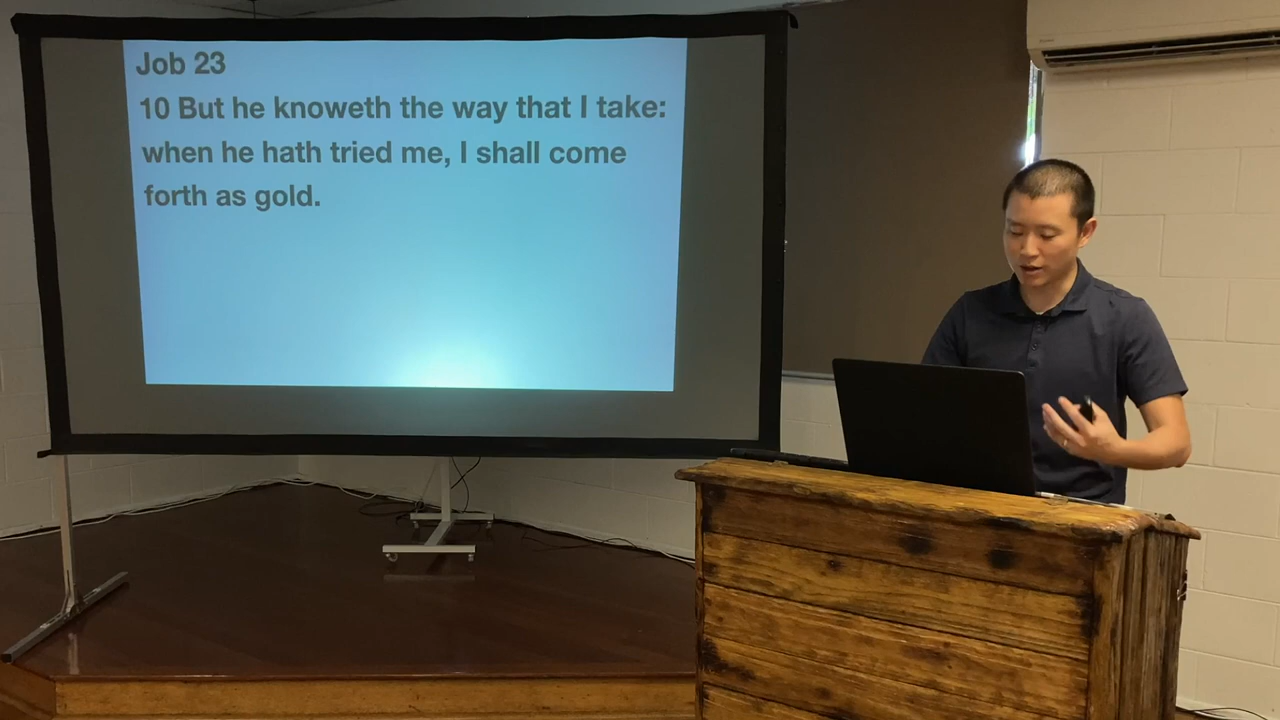 Job 23
10 But he knoweth the way that I take:
when he hath tried me, I shall come
forth as gold.